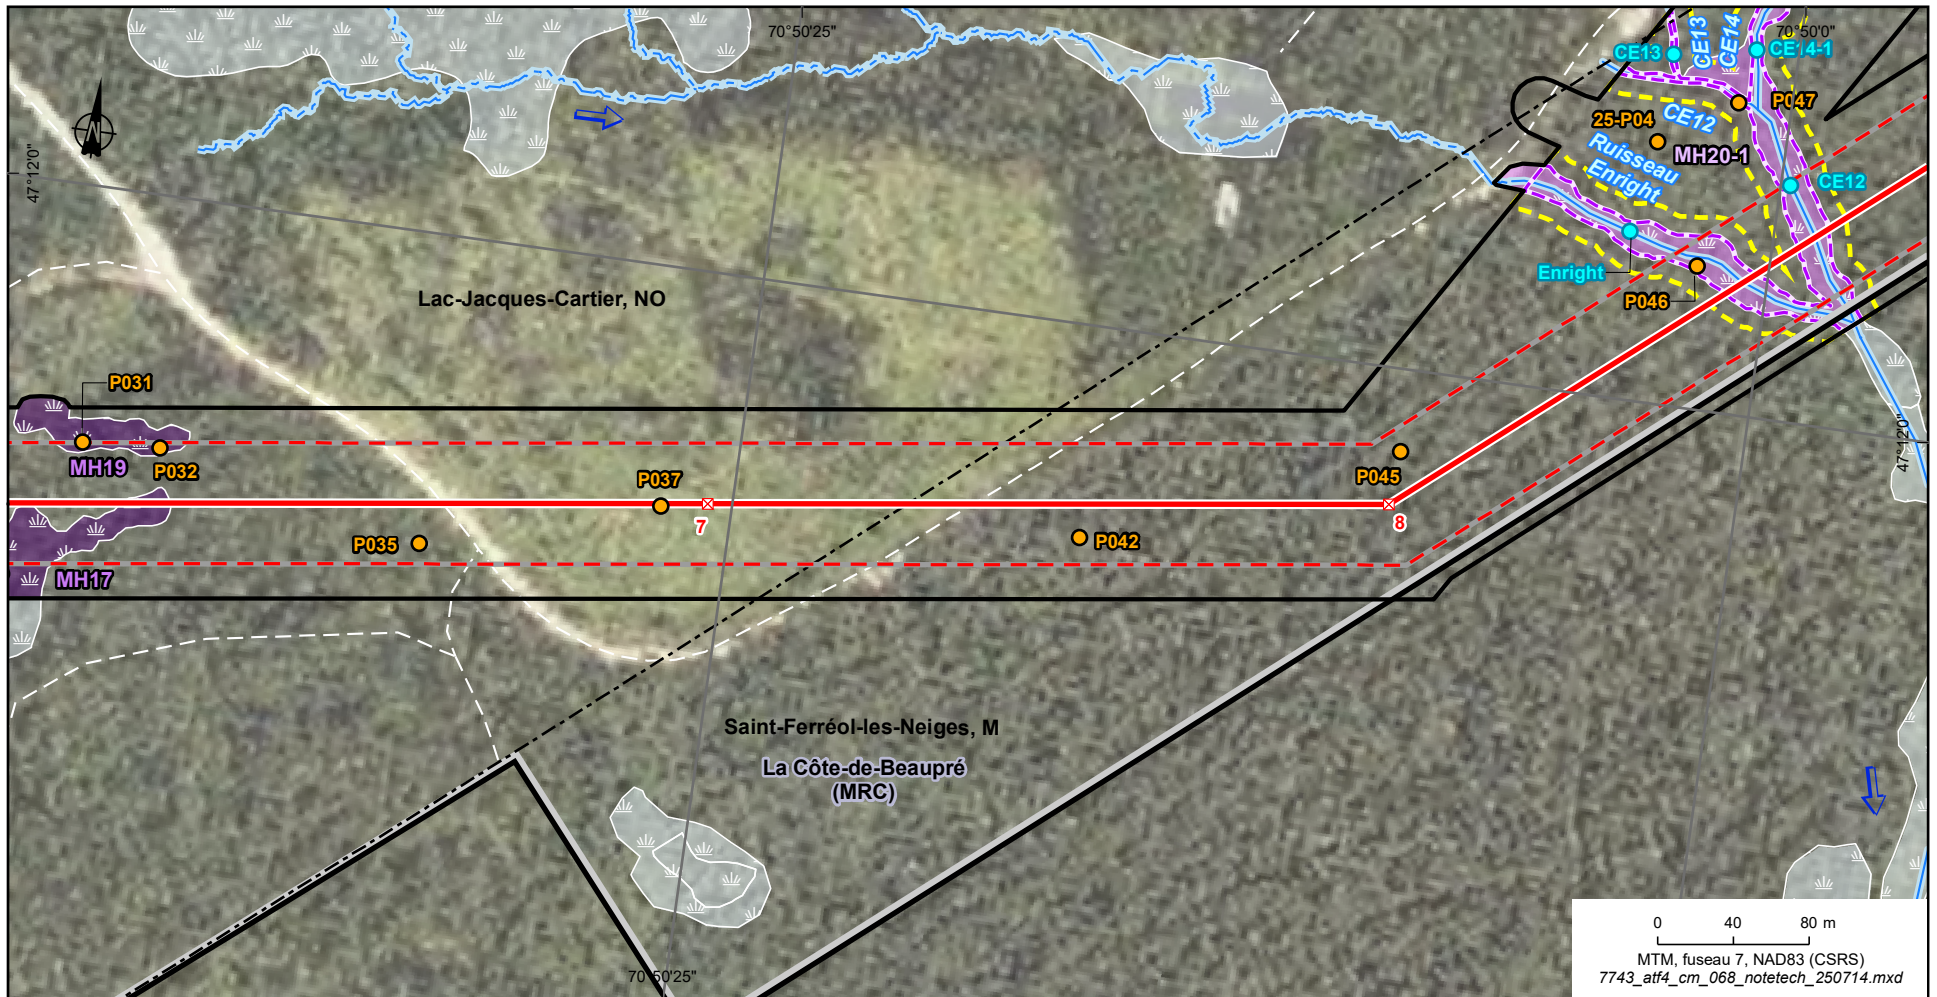 70°50'25"
70°50'0"
CE13
CE13
CE14
CE14-1
P047
CE12
25-P04
MH20-1
Ruisseau
Enright
CE12
N
47°12'0"
Enright
P046
Lac-Jacques-Cartier, NO
P031
MH19
P032
P037
P045
47°12'0"
7
8
P035
P042
MH17
Saint-Ferréol-les-Neiges, M
La Côte-de-Beaupré
(MRC)
70°50'25"
0 40 80 m
MTM, fuseau 7, NAD83 (CSRS)
7743_atf4_cm_068_notetech_250714.mxd